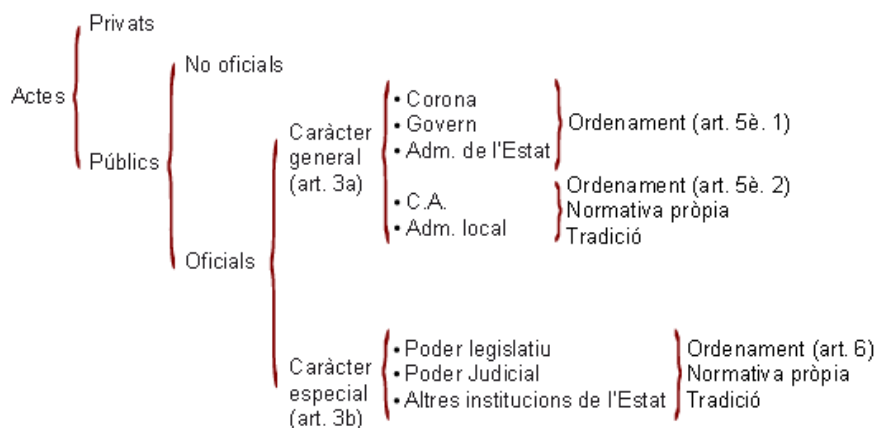 Actes
Privats
Públics
No oficials
Oficials
Caràcter
general
(art. 3a)
• Corona
• Govern
• Adm. de l'Estat
Ordenament (art. 5è. 1)
• C.A.
• Adm. local
Ordenament (art. 5è. 2)
Normativa pròpia
Tradició
Caràcter
especial
(art. 3b)
• Poder legislatiu
• Poder Judicial
• Altres institucions de l'Estat
Ordenament (art. 6)
Normativa pròpia
Tradició